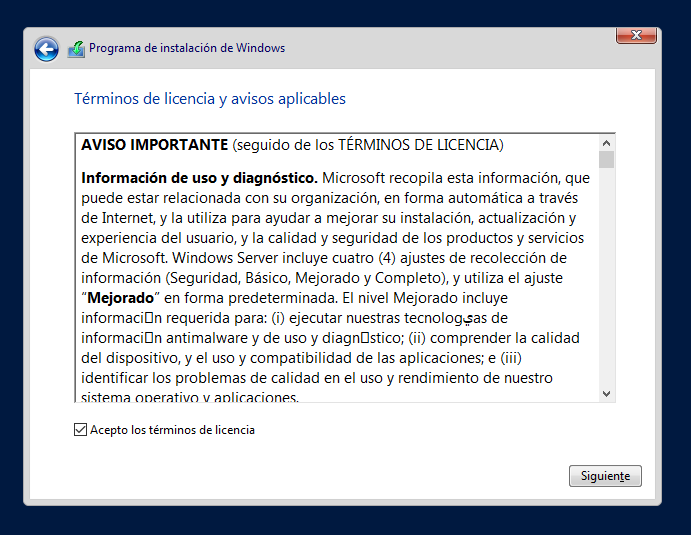 Programa de instalación de Windows
Términos de licencia y avisos aplicables
AVISO IMPORTANTE (seguido de los TÉRMINOS DE LICENCIA)
Información de uso y diagnóstico. Microsoft recopila esta información, que
puede estar relacionada con su organización, en forma automática a través
de Internet, y la utiliza para ayudar a mejorar su instalación, actualización y
experiencia del usuario, y la calidad y seguridad de los productos y servicios
de Microsoft. Windows Server incluye cuatro (4) ajustes de recolección de
información (Seguridad, Básico, Mejorado y Completo), y utiliza el ajuste
“Mejorado” en forma predeterminada. El nivel Mejorado incluye
informaci▯n requerida para: (i) ejecutar nuestras tecnologيas de
informaci▯n antimalware y de uso y diagn▯stico; (ii) comprender la calidad
del dispositivo, y el uso y compatibilidad de las aplicaciones; e (iii)
identificar los problemas de calidad en el uso y rendimiento de nuestro
sistema operativo y aplicaciones.
Acepto los términos de licencia
Siguiente